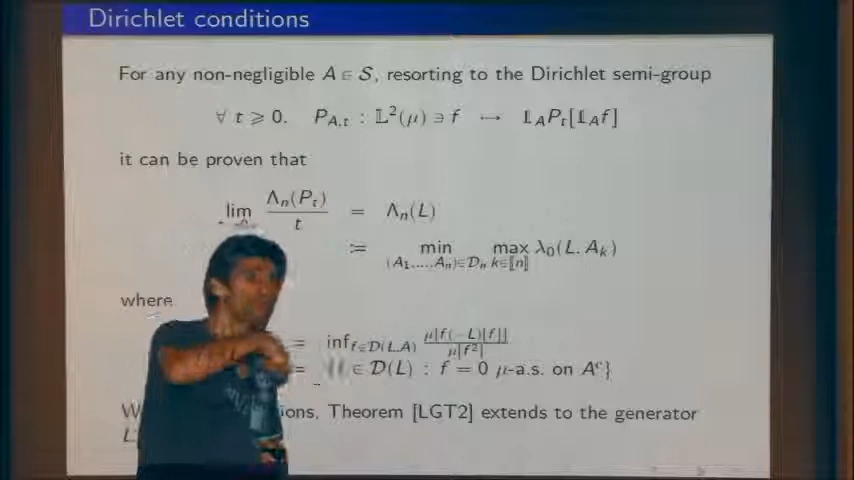 Dirichlet conditions
For any non-negligible A ∈ S, resorting to the Dirichlet semi-group
∀ t ⩾ 0, P_{A,t} : 𝕃²(μ) ∋ f ↦ 𝟙_A P_t[𝟙_A f]
it can be proven that
lim Λ_n(P_t) / t = Λ_n(L)
:= min_{(A_1,...,A_n)∈D_n} max_{k∈⟦n⟧} λ_0(L, A_k)
where
= inf_{f∈D(L,A)} μ[f(-L)[f]] / μ[f²]
= ∈ D(L) : f = 0 μ-a.s. on A^c}
ions, Theorem [LGT2] extends to the generator
L